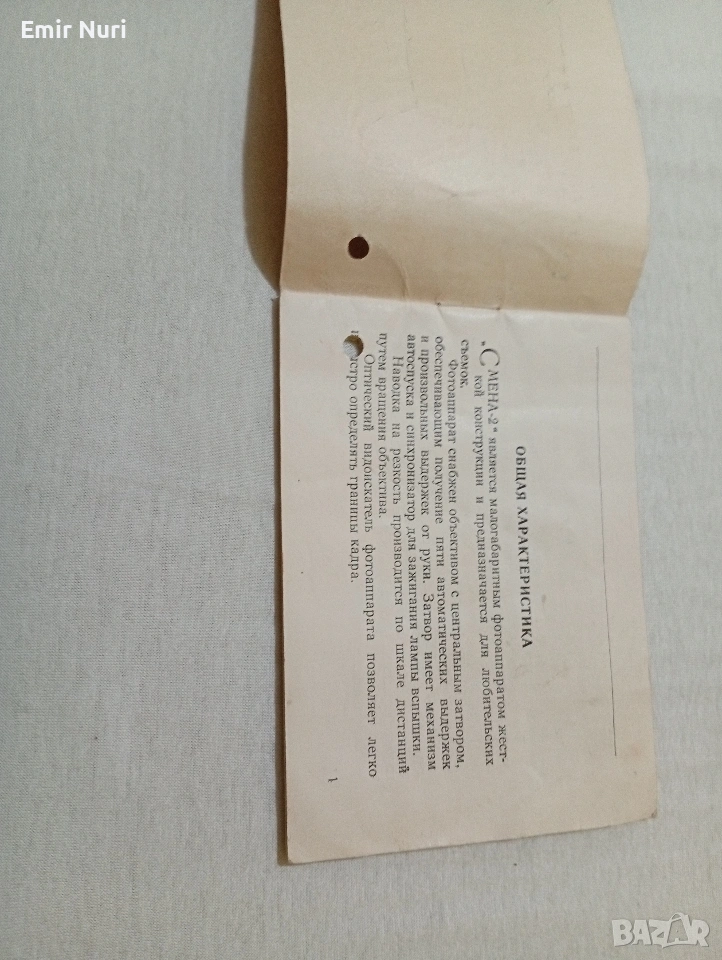 Emir Nuri
ОБЩАЯ ХАРАКТЕРИСТИКА
„СМЕНА-2" является малогабаритным фотоаппаратом жест-
кой конструкции и предназначается для любительских
съемок.
Фотоаппарат снабжен объективом с центральным затвором,
обеспечивающим получение пяти автоматических выдержек
и произвольных выдержек от руки. Затвор имеет механизм
автоспуска и синхронизатор для зажигания лампы вспышки.
Наводка на резкость производится по шкале дистанций
путем вращения объектива.
Оптический видоискатель фотоаппарата позволяет легко
определять границы кадра.
1
BAZAR